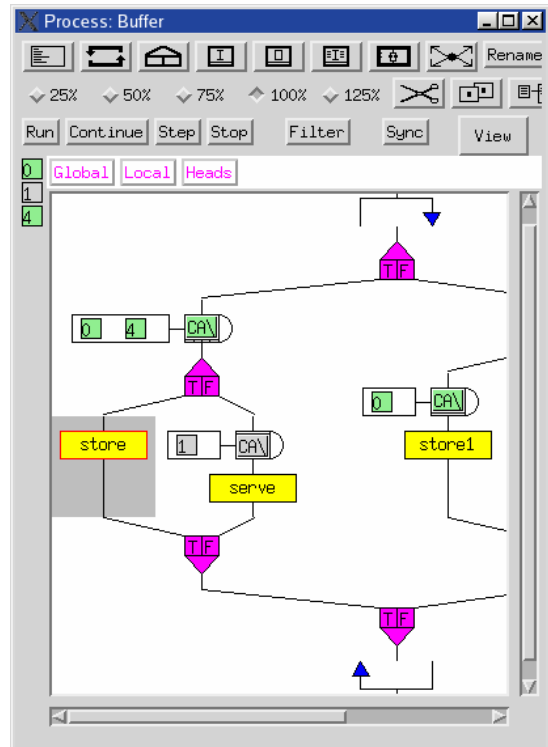 Process: Buffer
I O I Φ Rename
25% 50% 75% 100% 125%
Run Continue Step Stop Filter Sync View
0 Global Local Heads
1
4
T F
0 4 CA\
T F 0 CA\
store 1 CA\ store1
serve
T F
T F